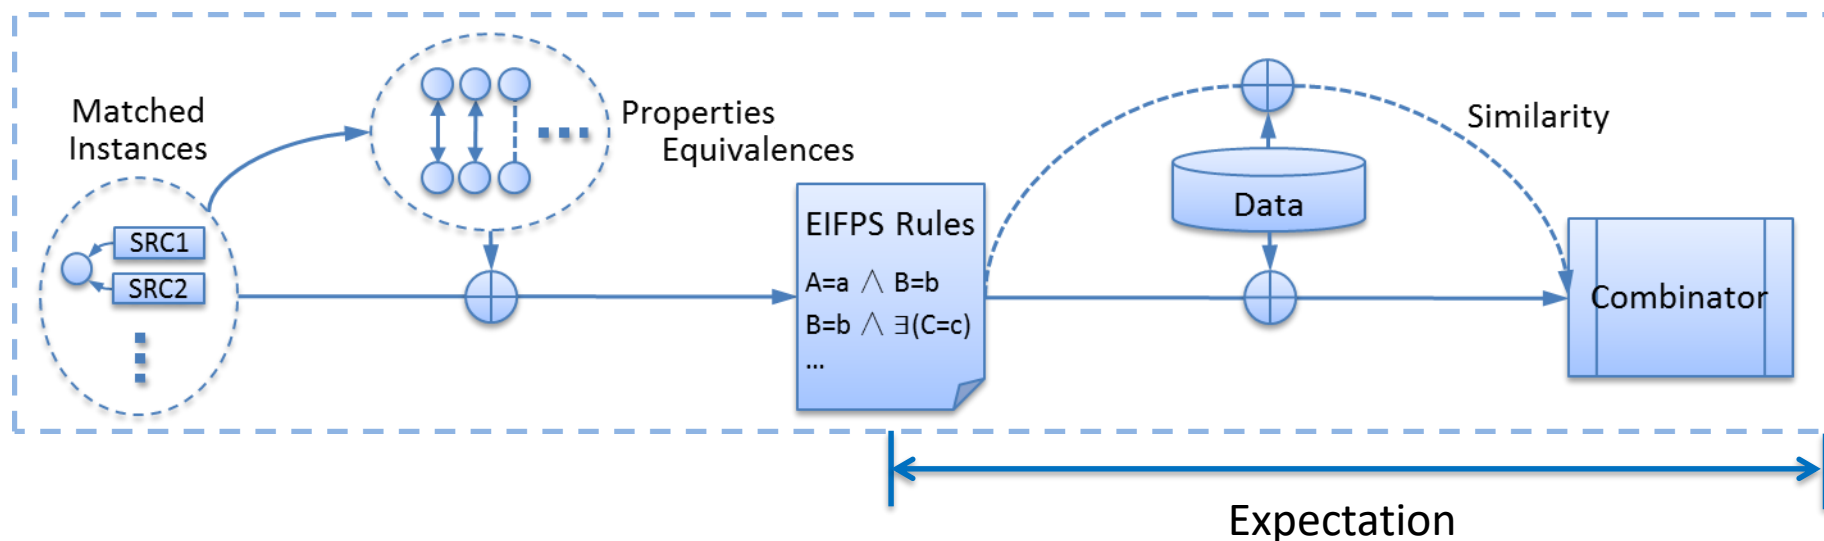 Matched
Instances
SRC1
SRC2
Properties
Equivalences
EIFPS Rules
A=a ∧ B=b
B=b ∧ ∃(C=c)
...
Data
Similarity
Combinator
Expectation